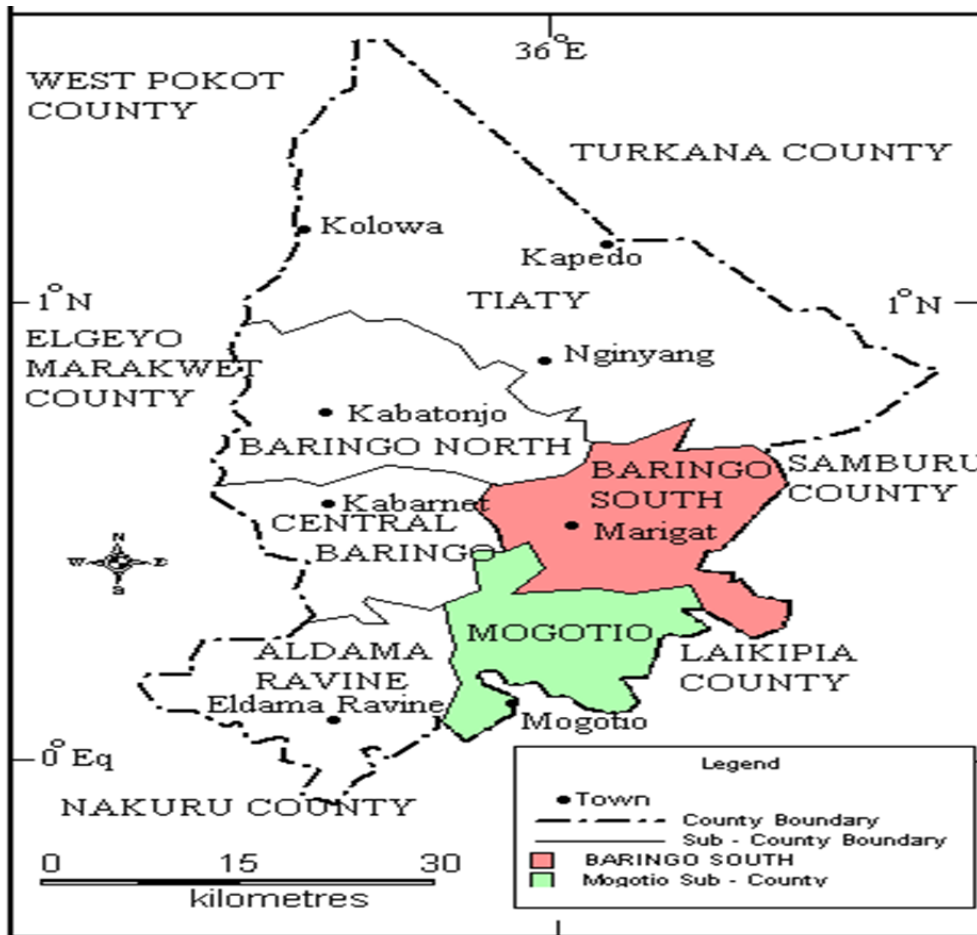 36°E
WEST POKOT
COUNTY
TURKANA COUNTY
Kolowa
Kapedo
TIATY
1°N
1°N
ELGEYO
MARAKWET
COUNTY
Nginyang
Kabatonjo
BARINGO NORTH
BARINGO
SOUTH
SAMBURU
COUNTY
Kabarnet
CENTRAL
BARINGO
Marigat
N
W E
S
MOGOTIO
ALDAMA
RAVINE
LAIKIPIA
COUNTY
Eldama Ravine
Mogotio
0° Eq
NAKURU COUNTY
Legend
Town
County Boundary
Sub - County Boundary
BARINGO SOUTH
Mogotio Sub - County
0 15 30
kilometres